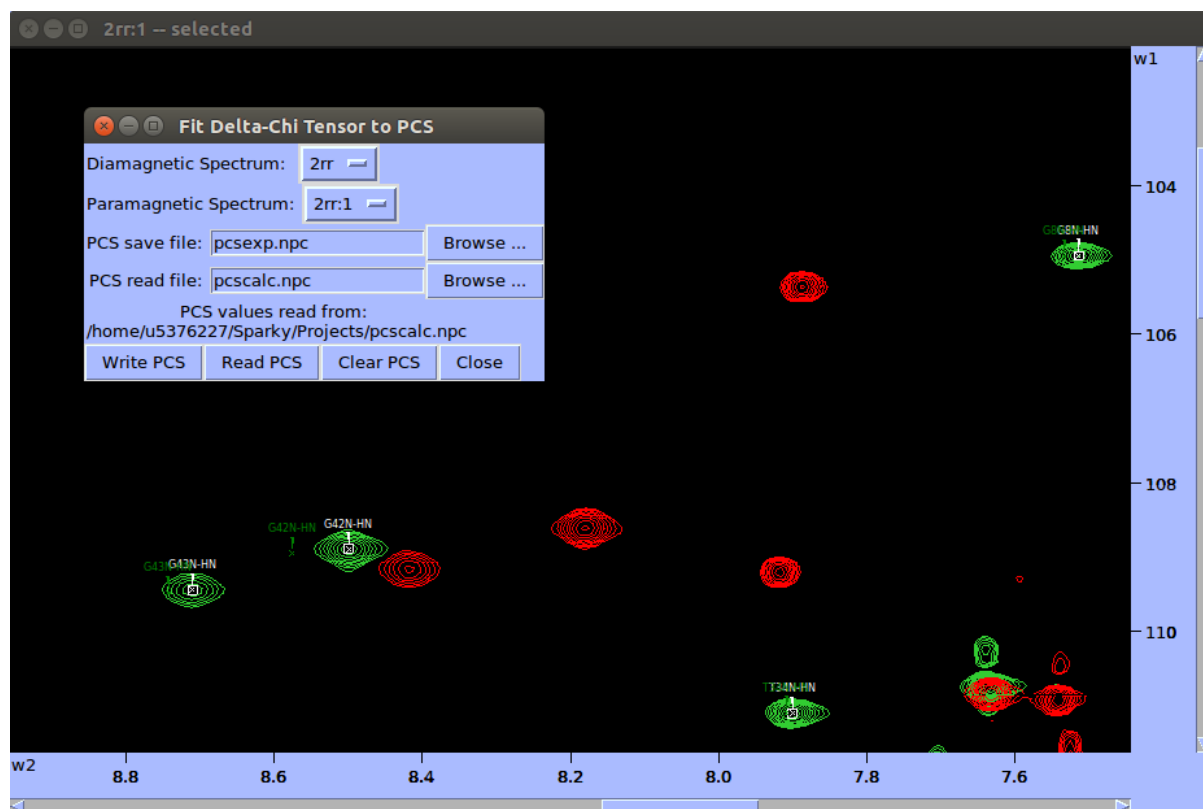 2rr:1 -- selected
w1
Fit Delta-Chi Tensor to PCS
Diamagnetic Spectrum: 2rr
Paramagnetic Spectrum: 2rr:1
PCS save file: pcsexp.npc Browse ...
PCS read file: pcscalc.npc Browse ...
PCS values read from:
/home/u5376227/Sparky/Projects/pcscalc.npc
Write PCS Read PCS Clear PCS Close
104
G8N-HN
106
108
G42N-HN G42N-HN
G43N-HN
110
T34N-HN
w2
8.8 8.6 8.4 8.2 8.0 7.8 7.6